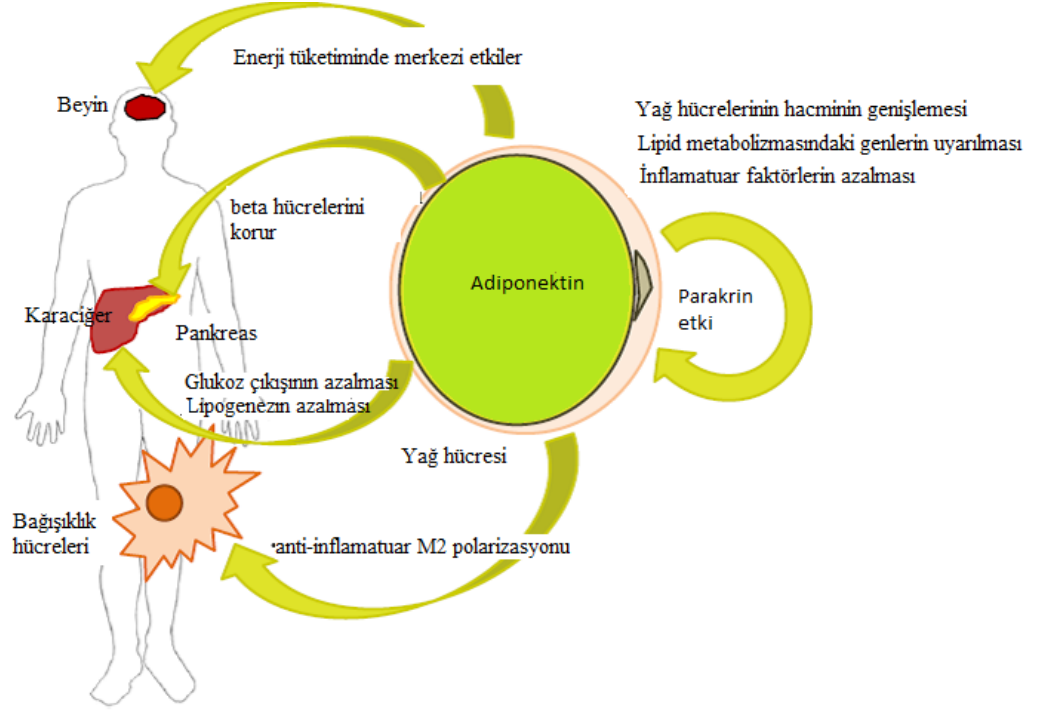 Enerji tüketiminde merkezi etkiler
Beyin
Yağ hücrelerinin hacminin genişlemesi
Lipid metabolizmasındaki genlerin uyarılması
İnflamatuar faktörlerin azalması
beta hücrelerini
korur
Adiponektin
Parakrin
etki
Karaciğer
Pankreas
Glukoz çıkışının azalması
Lipogenezin azalması
Yağ hücresi
Bağışıklık
hücreleri
•anti-inflamatuar M2 polarizasyonu